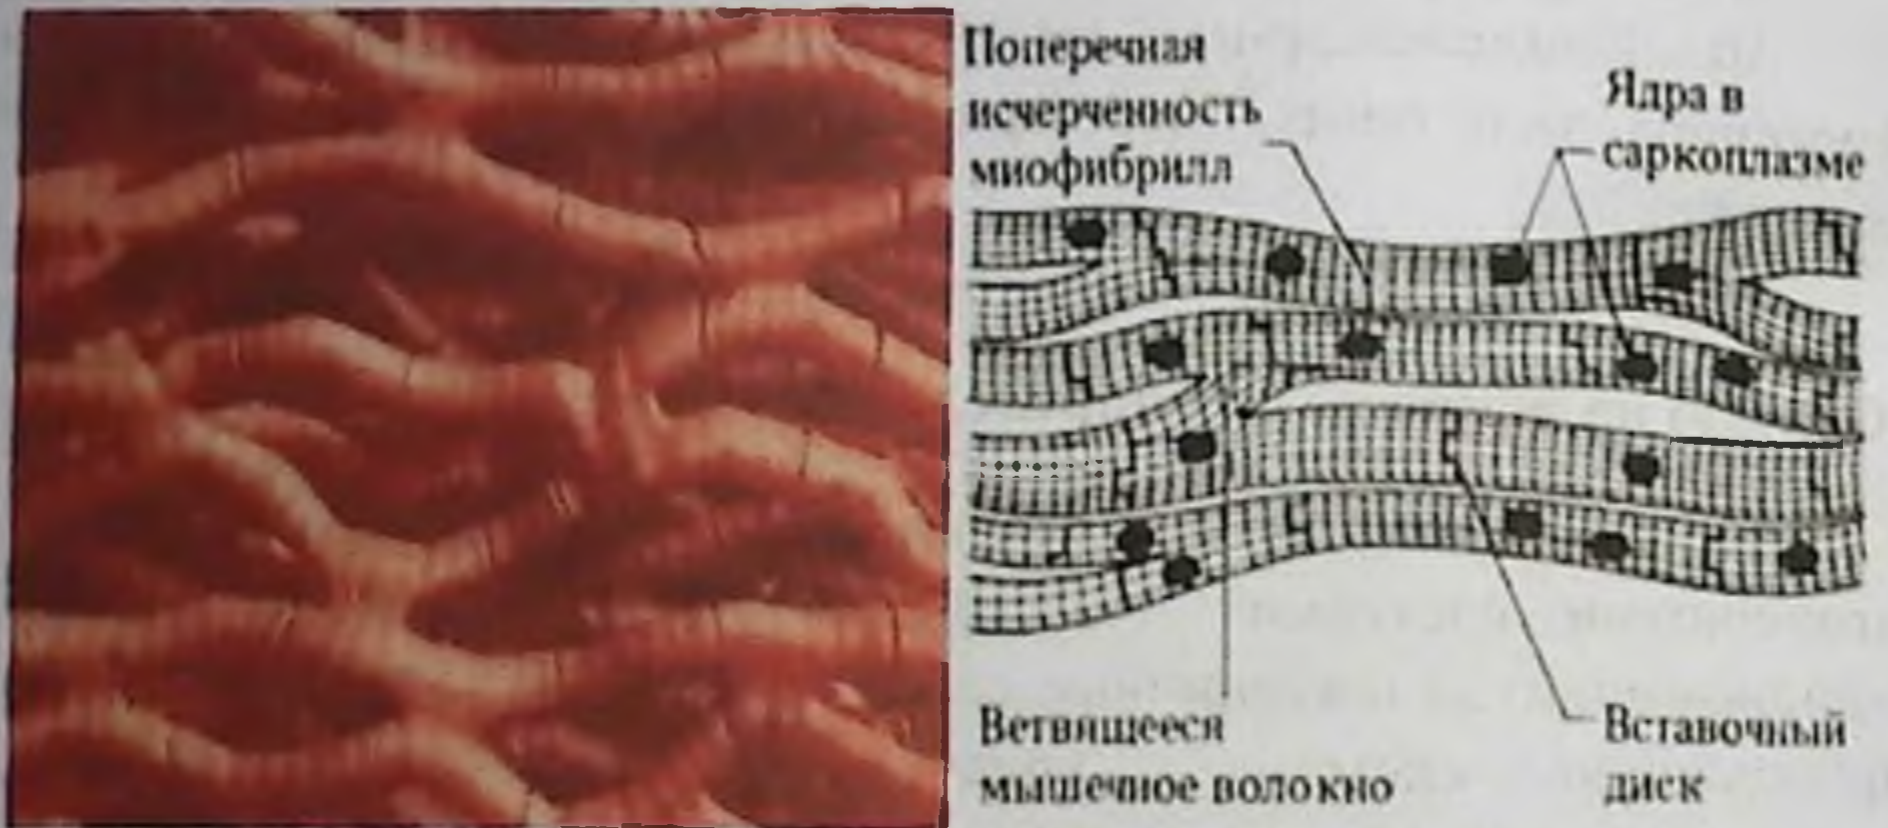 Поперечная
исчерченность
миофибрилл
Ядра в
саркоплазме
Ветвящееся
мышечное волокно
Вставочный
диск